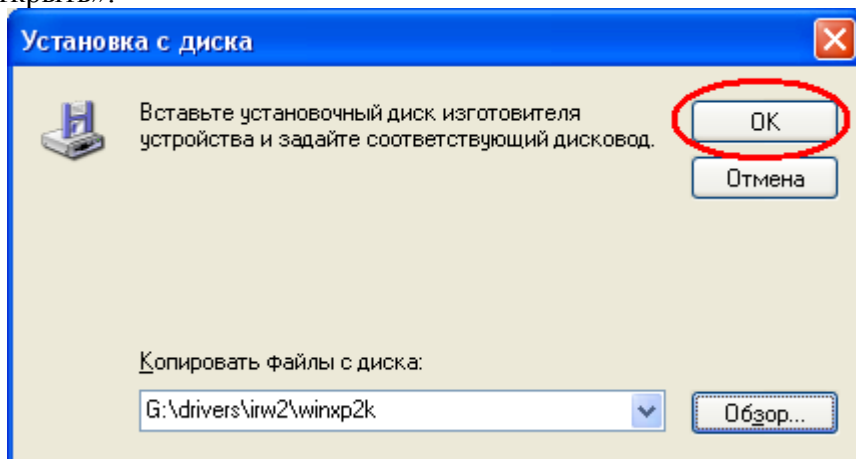 ткрыть».
Установка с диска
Вставьте установочный диск изготовителя
устройства и задайте соответствующий дисковод.
OK
Отмена
Копировать файлы с диска:
G:\drivers\irw2\winxp2k
Обзор...